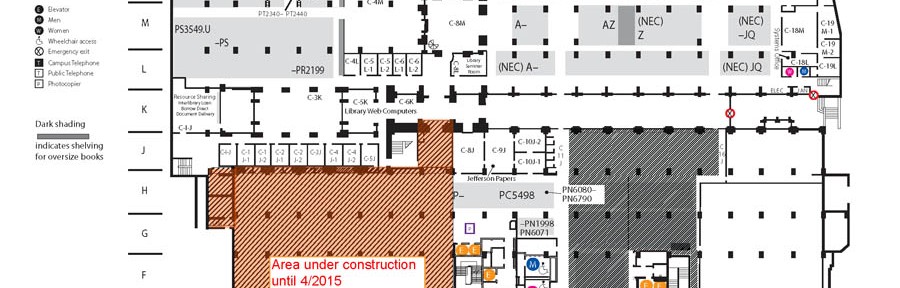 E Elevator
Men
Women
Wheelchair access
Emergency exit
Campus Telephone
Public Telephone
Photocopier
Dark shading
indicates shelving
for oversize books
M
L
K
J
H
G
F
PT2340– PT2440
C-4M
C-8M
A–
AZ
(NEC)
Z
(NEC)
–JQ
C-18M
C-19
M-1
C-19
M-2
PS3549.U
–PS
–PR2199
C-4L
C-5
L-1
C-5
L-2
C-6
L-1
C-6
L-2
C-8L
Library
Seminar
Room
(NEC) A–
(NEC) JQ
Systems Office
C-18L
C-19L
Resource Sharing
Interlibrary Loan
Borrow Direct
Document Delivery
C-I-J
C-3K
C-5K
C-6K
Library Web Computers
ELEC
JAN
C-8J
C-9J
C-10J-2
C-10J-1
Jefferson Papers
P–
PC5498
PN6080–
PN6790
–PN1998
PN6071
Area under construction
until 4/2015